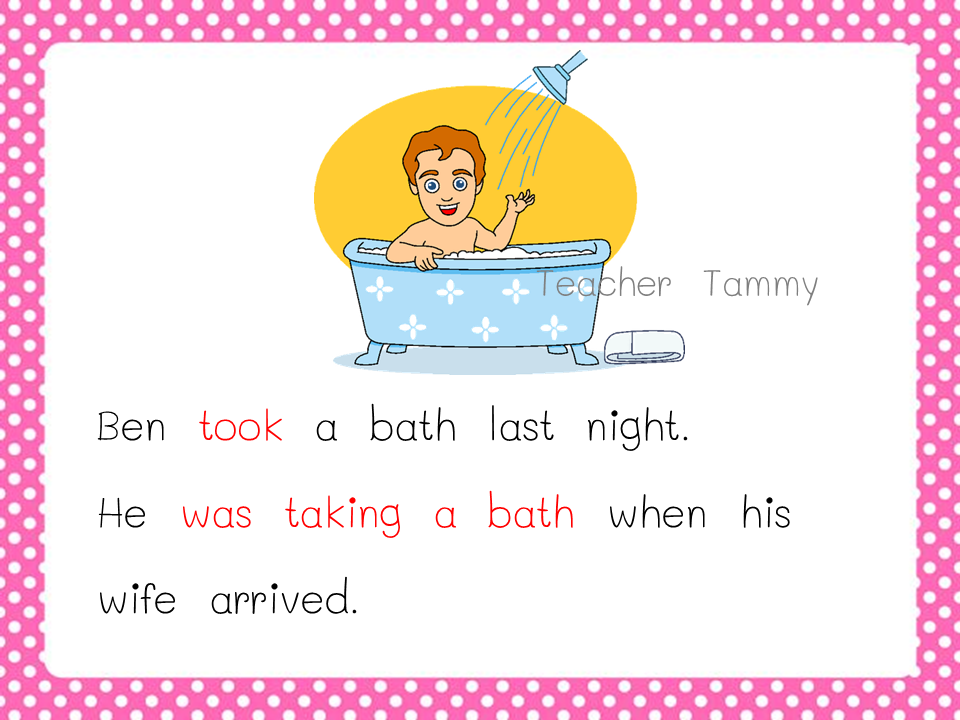 Teacher Tammy
Ben took a bath last night.
He was taking a bath when his
wife arrived.